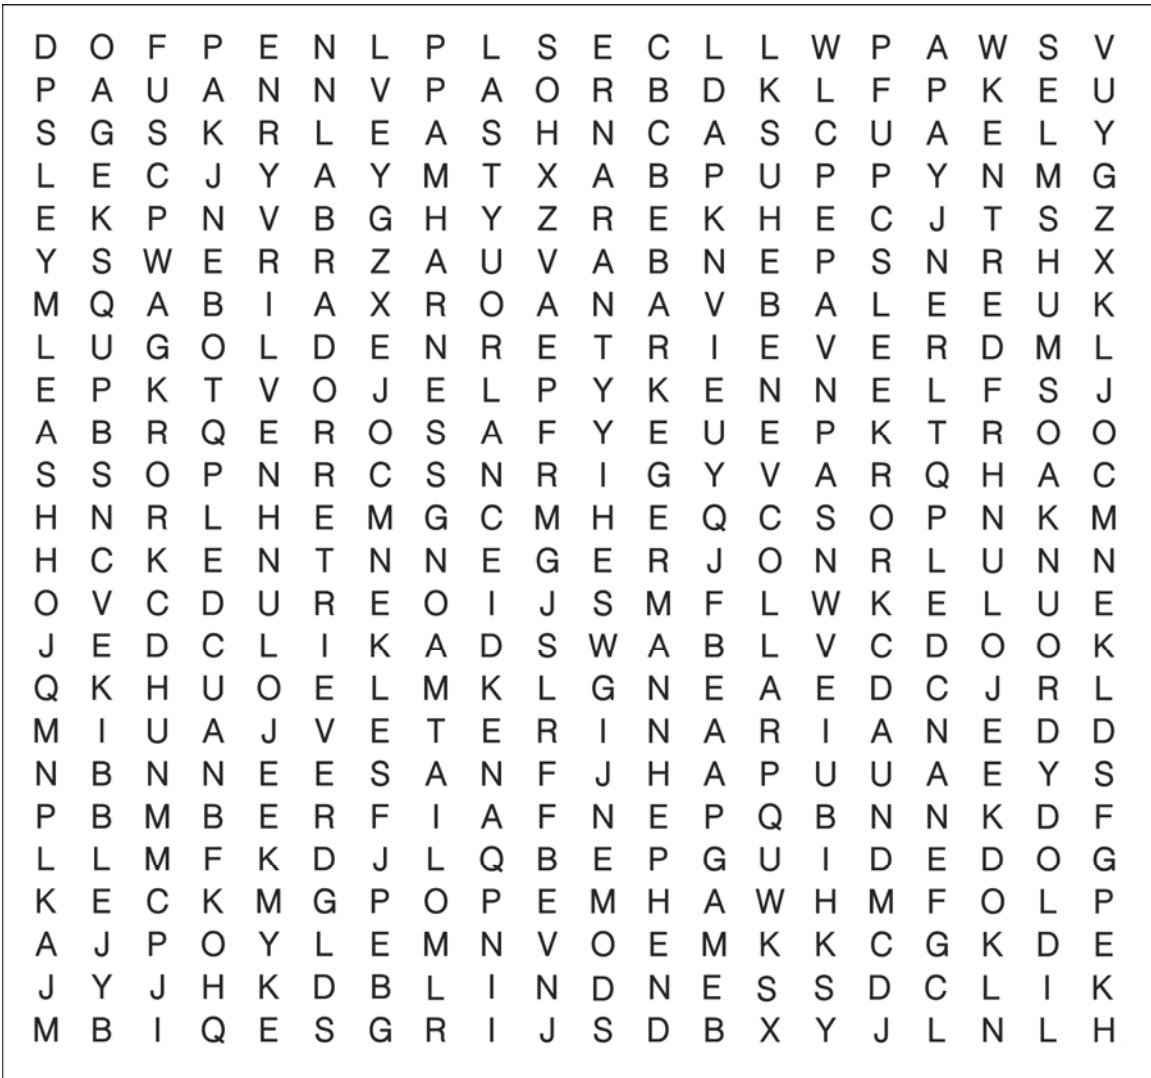 D O F P E N L P L S E C L L W P A W S V
P A U A N N V P A O R B D K L F P K E U
S G S K R L E A S H N C A S C U A E L Y
L E C J Y A Y M T X A B P U P P Y N M G
E K P N V B G H Y Z R E K H E C J T S Z
Y S W E R R Z A U V A B N E P S N R H X
M Q A B I A X R O A N A V B A L E E U K
L U G O L D E N R E T R I E V E R D M L
E P K T V O J E L P Y K E N N E L F S J
A B R Q E R O S A F Y E U E P K T R O O
S S O P N R C S N R I G Y V A R Q H A C
H N R L H E M G C M H E Q C S O P N K M
H C K E N T N N E G E R J O N R L U N N
O V C D U R E O I J S M F L W K E L U E
J E D C L I K A D S W A B L V C D O O K
Q K H U O E L M K L G N E A E D C J R L
M I U A J V E T E R I N A R I A N E D D
N B N N E E S A N F J H A P U U A E Y S
P B M B E R F I A F N E P Q B N N K D F
L L M F K D J L Q B E P G U I D E D O G
K E C K M G P O P E M H A W H M F O L P
A J P O Y L E M N V O E M K K C G K D E
J Y J H K D B L I N D N E S S D C L I K
M B I Q E S G R I J S D B X Y J L N L H